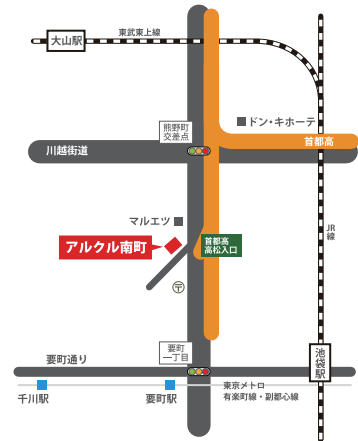 東武東上線
大山駅
ドン・キホーテ
熊野町
交差点
首都高
川越街道
マルエツ
JR
線
アルクル南町
首都高
高松入口
〒
要町
一丁目
池袋駅
要町通り
東京メトロ
有楽町線・副都心線
千川駅
要町駅